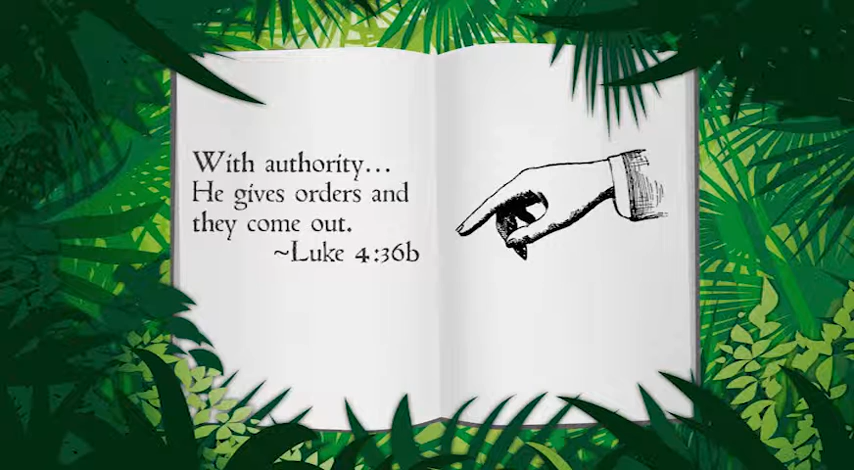 With authority...
He gives orders and
they come out.
~Luke 4:36b